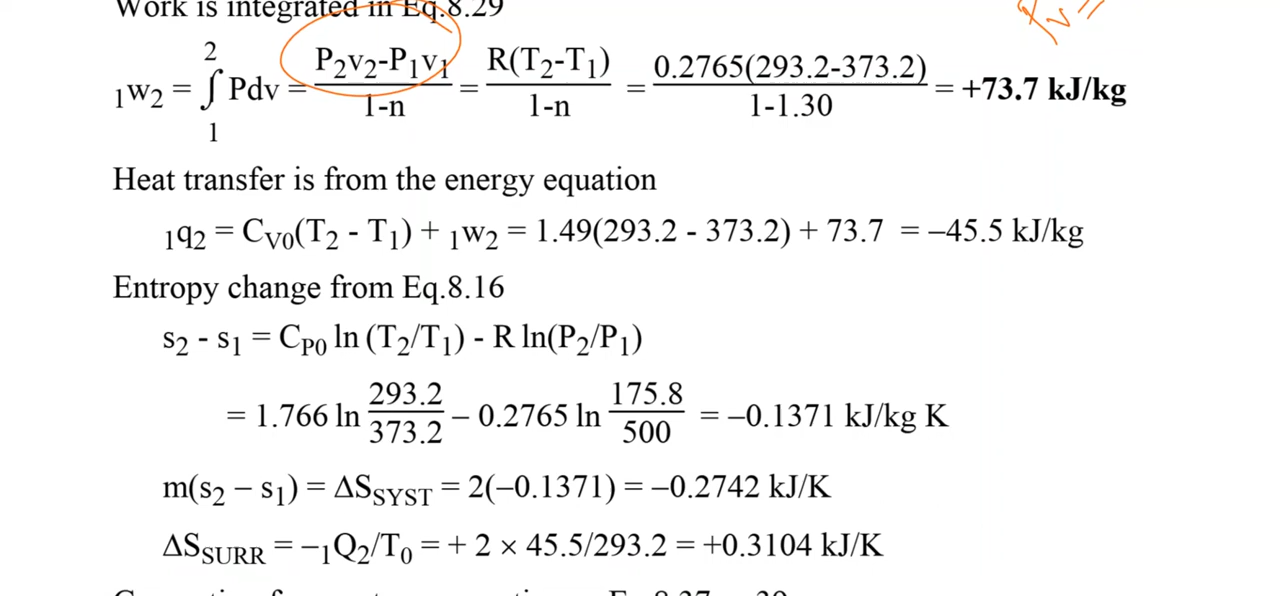 Work is integrated in Eq.8.29
₁w₂ = ∫₁² Pdv = (P₂v₂-P₁v₁)/(1-n) = R(T₂-T₁)/(1-n) = 0.2765(293.2-373.2)/(1-1.30) = +73.7 kJ/kg
Heat transfer is from the energy equation
₁q₂ = C_V0(T₂ - T₁) + ₁w₂ = 1.49(293.2 - 373.2) + 73.7 = –45.5 kJ/kg
Entropy change from Eq.8.16
s₂ - s₁ = C_P0 ln (T₂/T₁) - R ln(P₂/P₁)
= 1.766 ln 293.2/373.2 – 0.2765 ln 175.8/500 = –0.1371 kJ/kg K
m(s₂ – s₁) = ΔS_SYST = 2(–0.1371) = –0.2742 kJ/K
ΔS_SURR = –₁Q₂/T₀ = + 2 × 45.5/293.2 = +0.3104 kJ/K